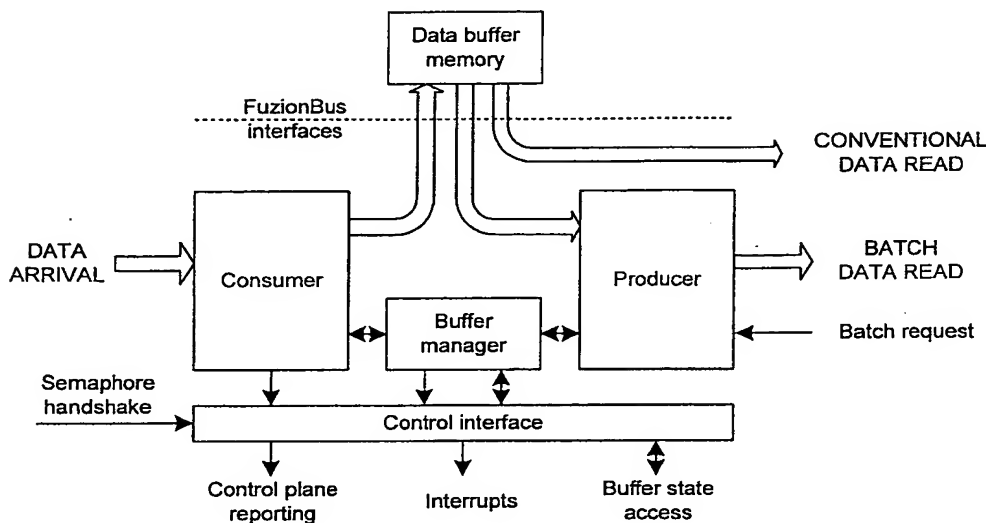 Data buffer
memory
FuzionBus
interfaces
CONVENTIONAL
DATA READ
DATA
ARRIVAL
Consumer
Producer
BATCH
DATA READ
Buffer
manager
Batch request
Semaphore
handshake
Control interface
Control plane
reporting
Interrupts
Buffer state
access